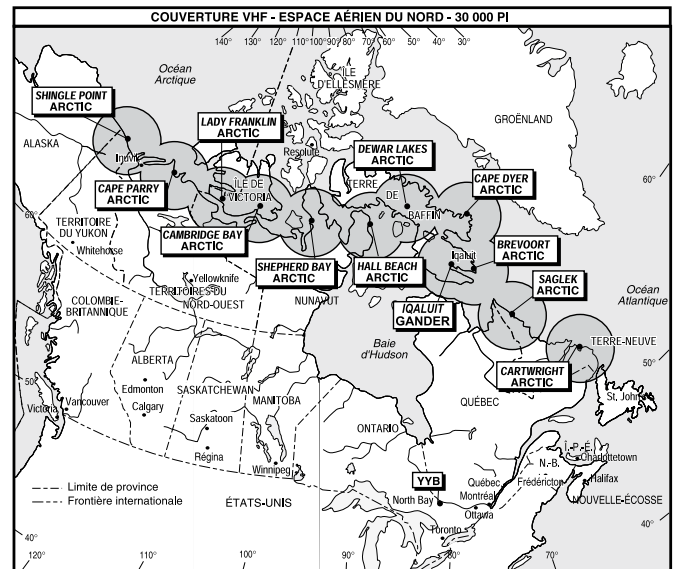 COUVERTURE VHF - ESPACE AÉRIEN DU NORD - 30 000 PI
140° 130° 120° 110° 100° 90° 80° 70° 60° 50° 40° 30°
Océan
Arctique
ÎLE
D'ELLESMERE
SHINGLE POINT
ARCTIC
LADY FRANKLIN
ARCTIC
GROËNLAND
ALASKA
Inuvik
Resolute
DEWAR LAKES
ARCTIC
CAPE DYER
ARCTIC
CAPE PARRY
ARCTIC
ÎLE DE
VICTORIA
TERRE
DE
BAFFIN
60°
60°
TERRITOIRE
DU YUKON
Whitehorse
CAMBRIDGE BAY
ARCTIC
BREVOORT
ARCTIC
Iqaluit
SHEPHERD BAY
ARCTIC
HALL BEACH
ARCTIC
SAGLEK
ARCTIC
Yellowknife
TERRITOIRES DU
NORD-OUEST
NUNAVUT
IQALUIT
GANDER
Océan
Atlantique
COLOMBIE-
BRITANNIQUE
Baie
d'Hudson
TERRE-NEUVE
CARTWRIGHT
ARCTIC
50°
ALBERTA
50°
Edmonton
SASKATCHEWAN
MANITOBA
QUÉBEC
St. John's
Victoria
Vancouver
Calgary
Saskatoon
ONTARIO
Régina
Winnipeg
Î.-P.-É.
Charlottetown
N.-B.
YYB
Québec
Frédéricton
Halifax
North Bay
Montréal
NOUVELLE-ÉCOSSE
Ottawa
Limite de province
Frontière internationale
ÉTATS-UNIS
Toronto
40°
40°
120° 110° 100° 90° 80° 70°